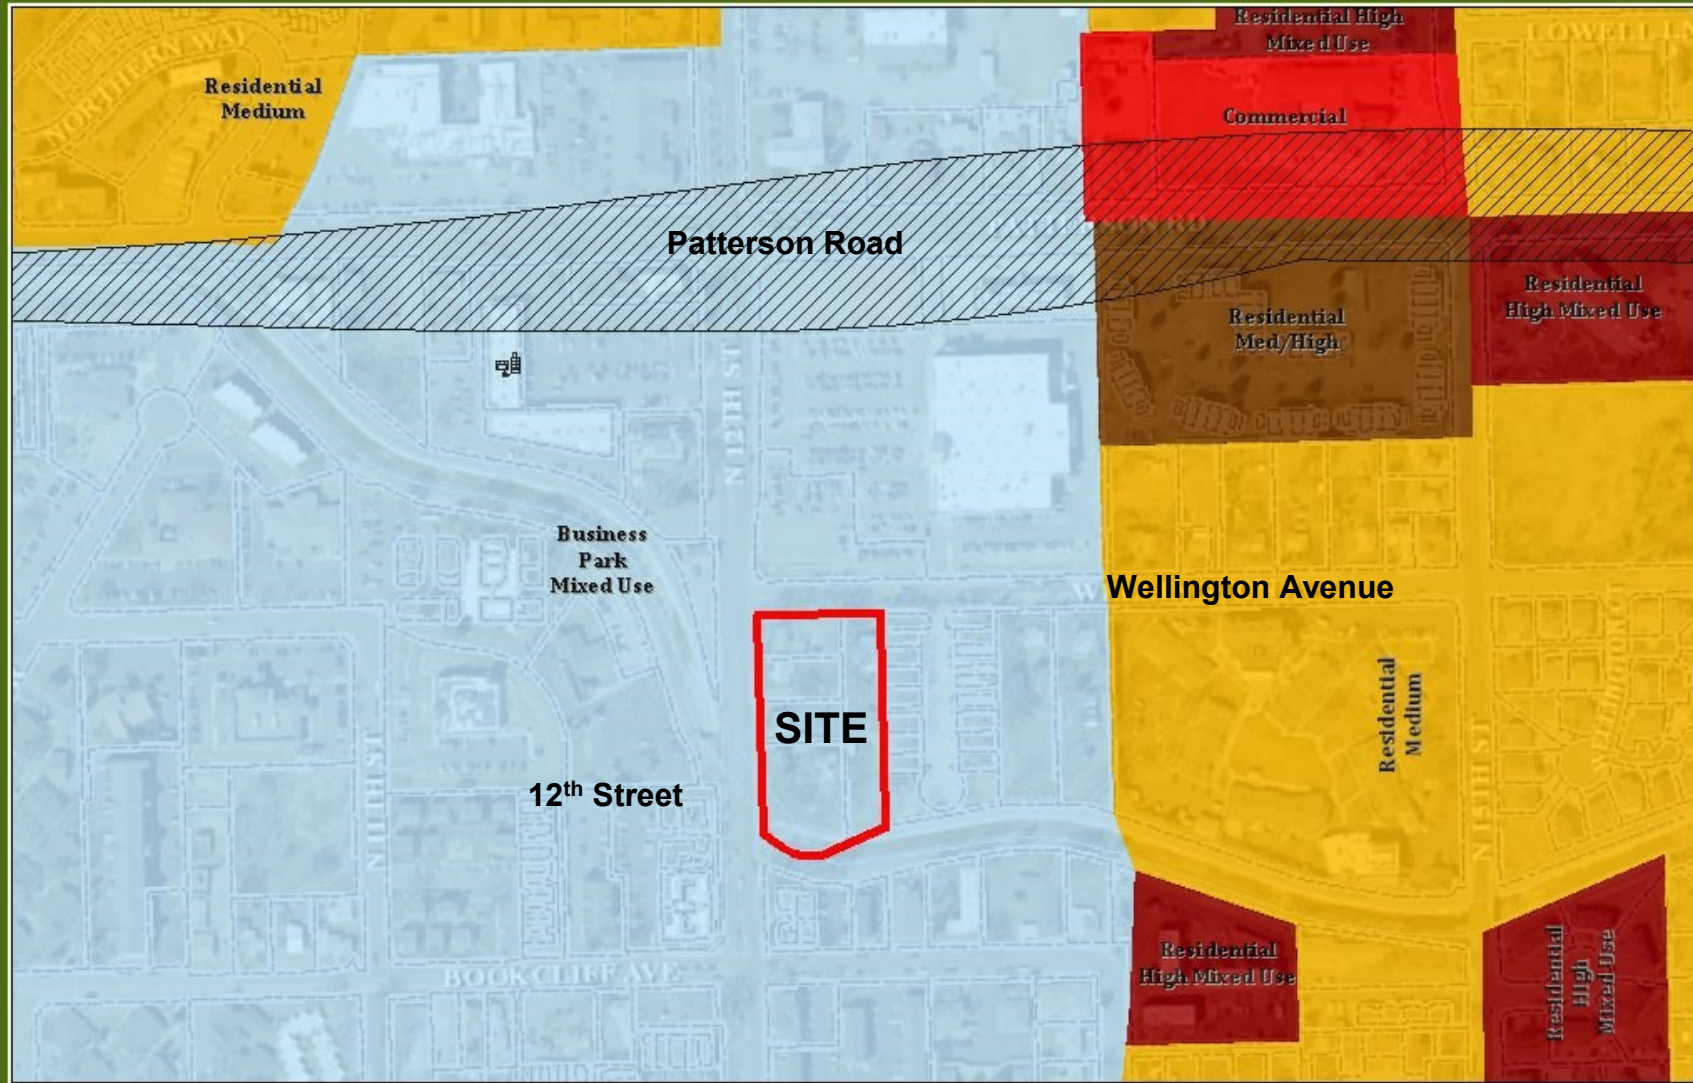 Residential High
Mixed Use
LOWELL LN
NORTHERN WAY
Residential
Medium
Commercial
Patterson Road
RD
Residential
High Mixed Use
Residential
Med/High
N 12TH ST
Business
Park
Mixed Use
Wellington Avenue
W
SITE
Residential
Medium
12th Street
N 11TH ST
N 15TH ST
BOOKCLIFF AVE
Residential
High Mixed Use
Residential
High
Mixed Use